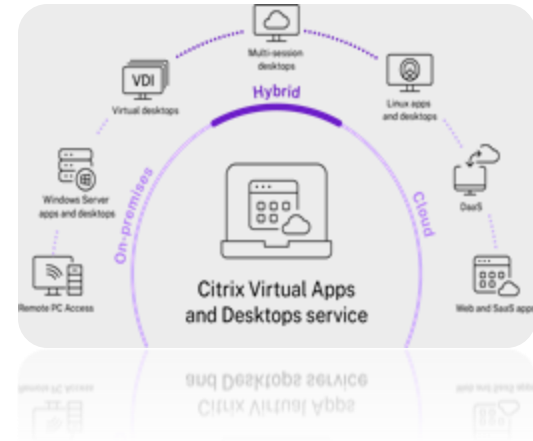 Multi-session
desktops
VDI
Virtual desktops
Hybrid
Linux apps
and desktops
Windows Server
apps and desktops
On-premises
Cloud
DaaS
Remote PC Access
Citrix Virtual Apps
and Desktops service
Web and SaaS apps